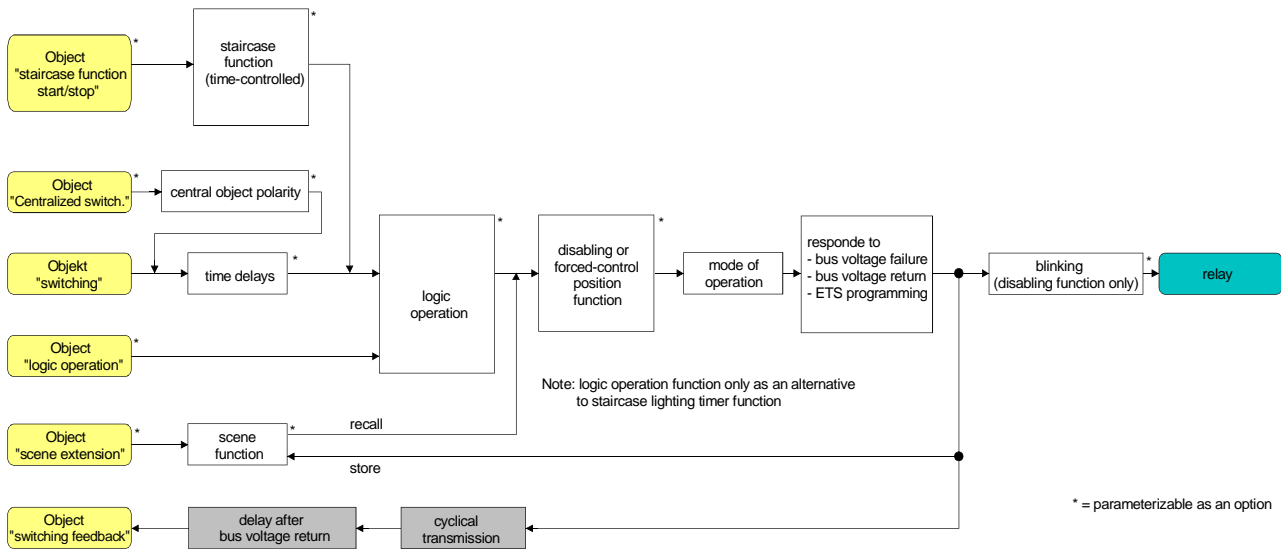 Object
"staircase function
start/stop"
*
staircase
function
(time-controlled)
*
Object
"Centralized switch."
*
central object polarity
*
Objekt
"switching"
time delays
*
logic
operation
*
disabling or
forced-control
position
function
*
mode of
operation
responde to
- bus voltage failure
- bus voltage return
- ETS programming
blinking
(disabling function only)
*
relay
Object
"logic operation"
*
Note: logic operation function only as an alternative
to staircase lighting timer function
Object
"scene extension"
*
scene
function
*
recall
store
Object
"switching feedback"
delay after
bus voltage return
cyclical
transmission
* = parameterizable as an option